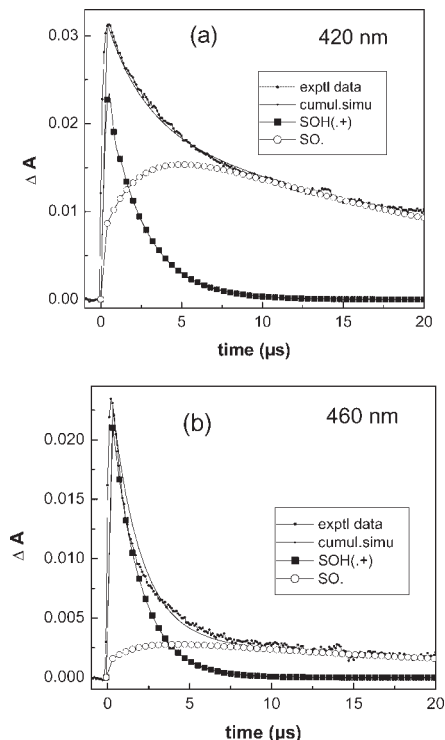 (a)
420 nm
exptl data
cumul.simu
SOH(.+)
SO.
Δ A
0.03
0.02
0.01
0.00
0 5 10 15 20
time (μs)
(b)
460 nm
exptl data
cumul.simu
SOH(.+)
SO.
Δ A
0.020
0.015
0.010
0.005
0.000
0 5 10 15 20
time (μs)